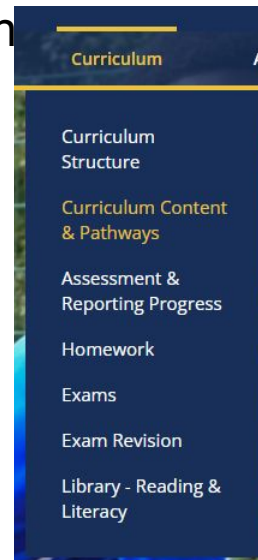 Curriculum
Curriculum
Structure
Curriculum Content
& Pathways
Assessment &
Reporting Progress
Homework
Exams
Exam Revision
Library - Reading &
Literacy